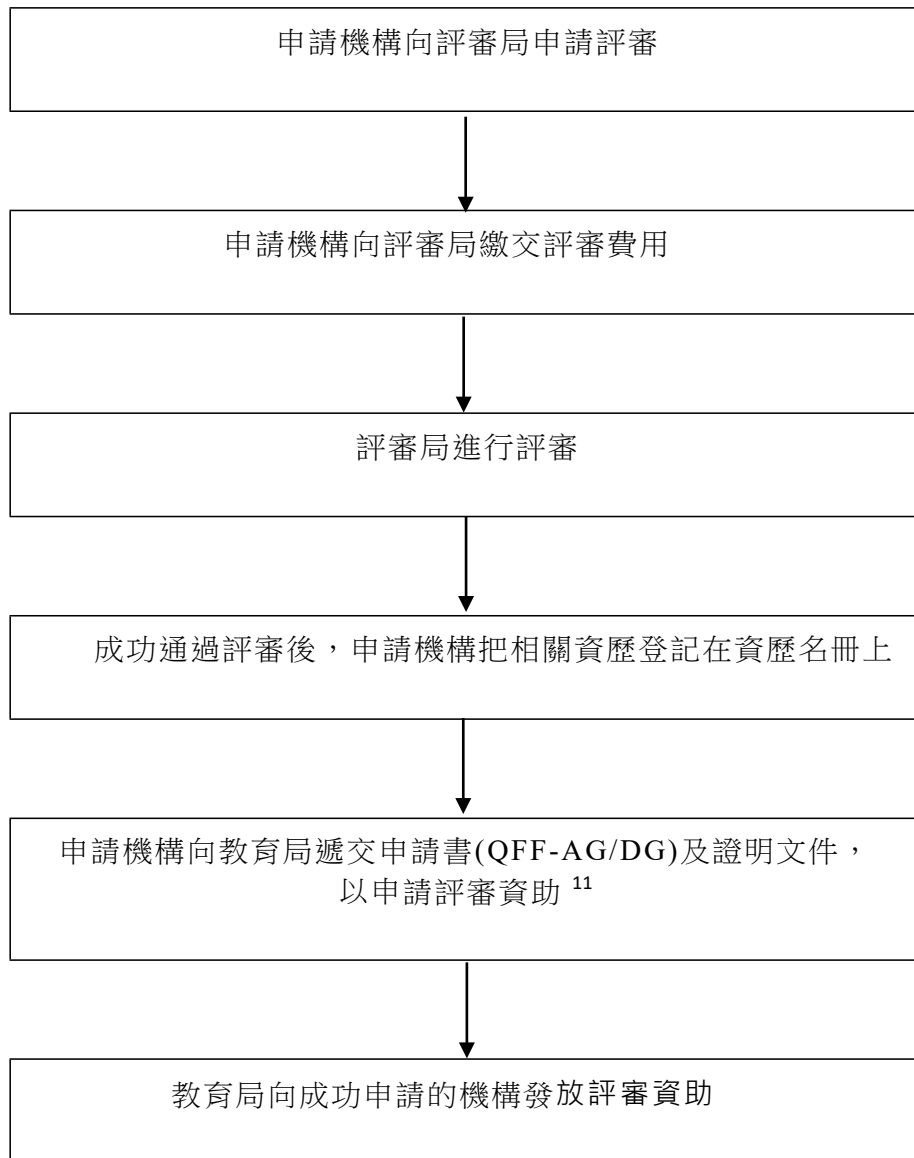 申請機構向評審局申請評審
申請機構向評審局繳交評審費用
評審局進行評審
成功通過評審後，申請機構把相關資歷登記在資歷名冊上
申請機構向教育局遞交申請書(QFF-AG/DG)及證明文件，
以申請評審資助 11
教育局向成功申請的機構發放評審資助